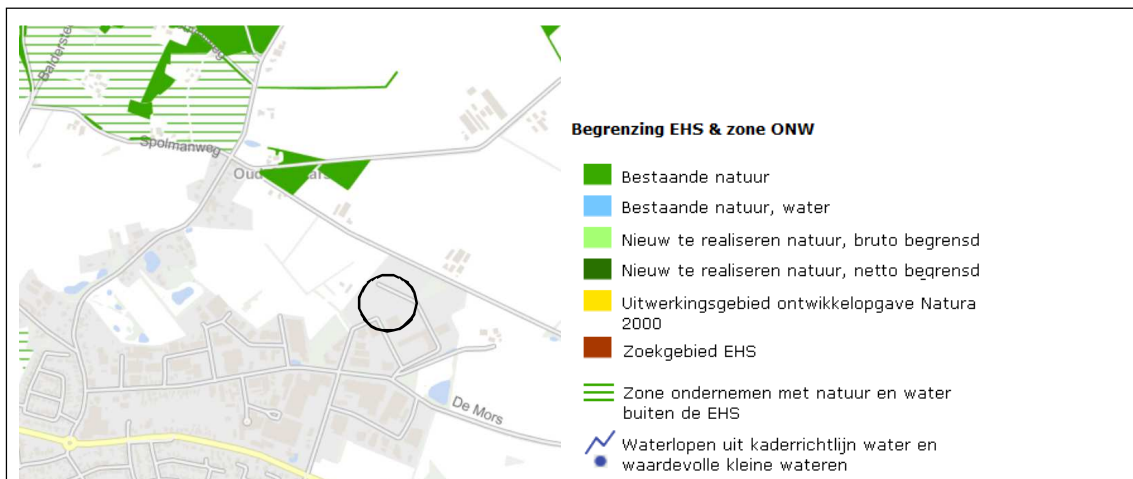 Begrenzing EHS & zone ONW
Bestaande natuur
Bestaande natuur, water
Nieuw te realiseren natuur, bruto begrensd
Nieuw te realiseren natuur, netto begrensd
Uitwerkingsgebied ontwikkelopgave Natura
2000
Zoekgebied EHS
Zone ondernemen met natuur en water
buiten de EHS
Waterlopen uit kaderrichtlijn water en
waardevolle kleine wateren
Spolmanweg
De Mors